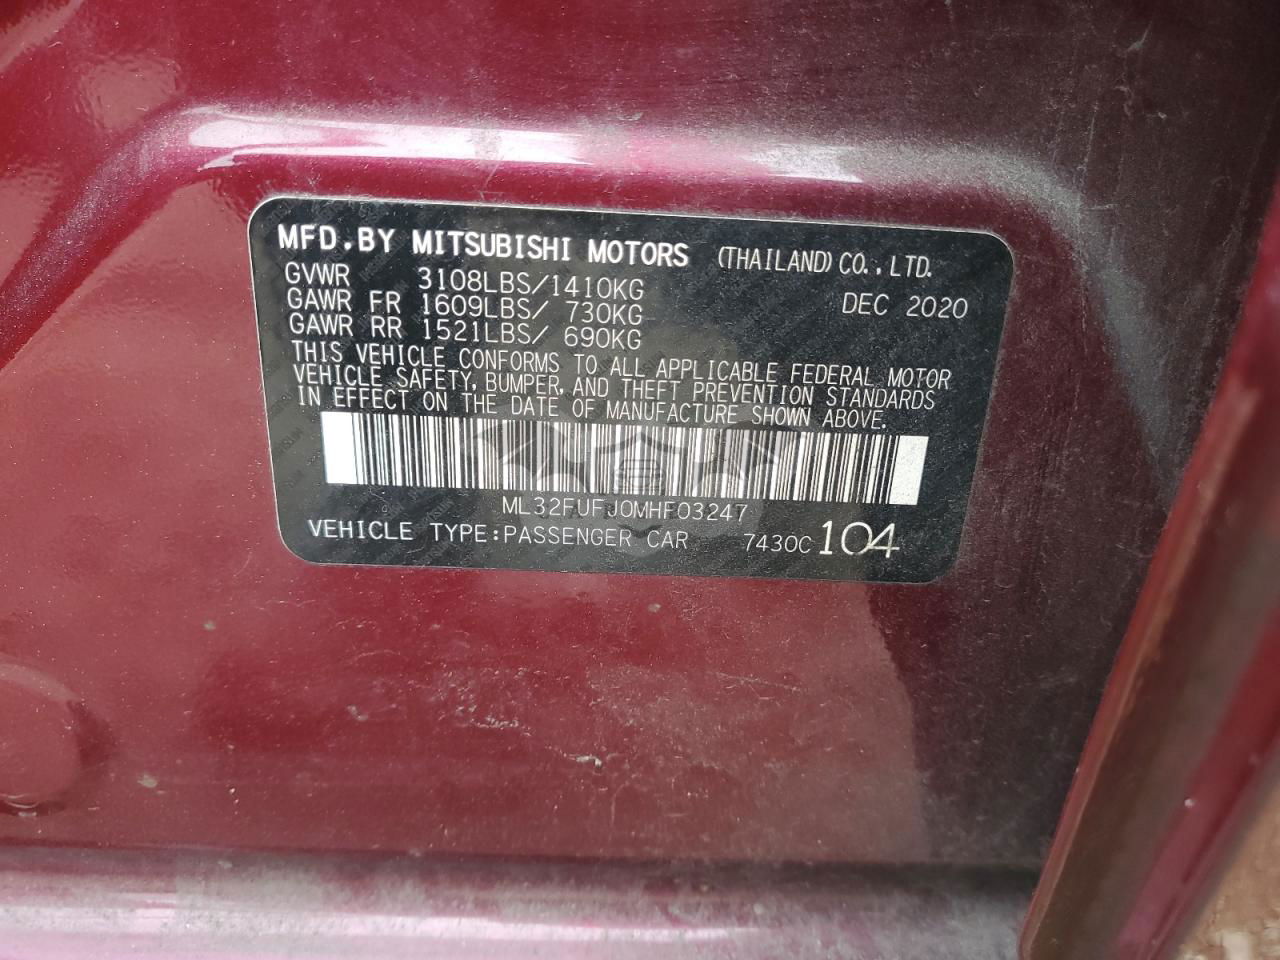 MFD.BY MITSUBISHI MOTORS (THAILAND) CO.,LTD.
GVWR 3108LBS/1410KG DEC 2020
GAWR FR 1609LBS/ 730KG
GAWR RR 1521LBS/ 690KG
THIS VEHICLE CONFORMS TO ALL APPLICABLE FEDERAL MOTOR
VEHICLE SAFETY, BUMPER, AND THEFT PREVENTION STANDARDS
IN EFFECT ON THE DATE OF MANUFACTURE SHOWN ABOVE.
ML32FUFJ0MHF03247
VEHICLE TYPE:PASSENGER CAR 7430C 104